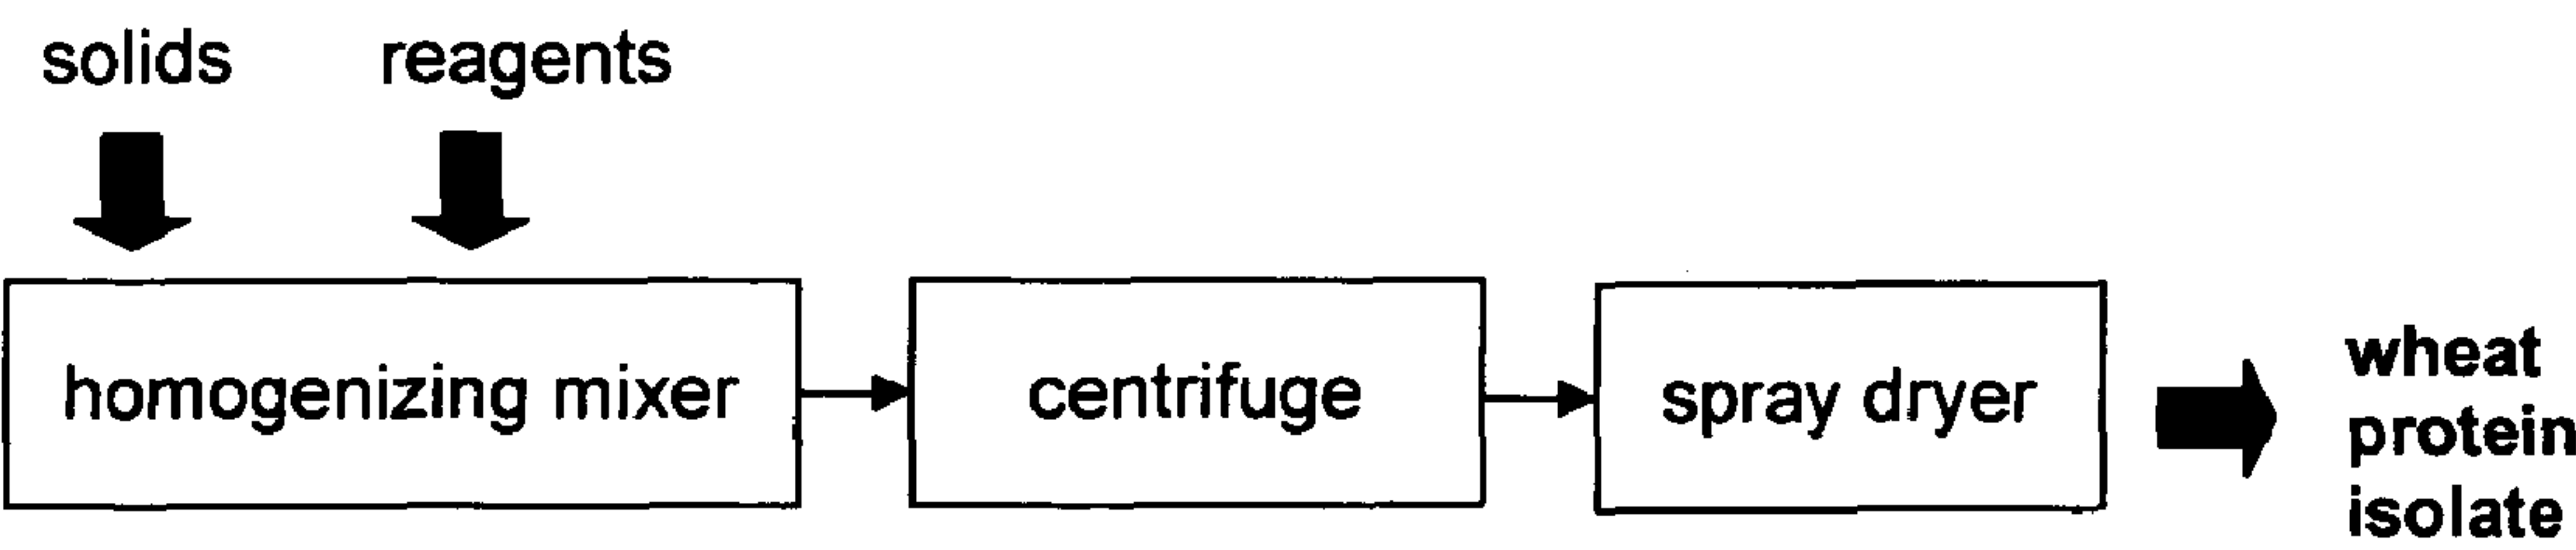 solids
reagents
homogenizing mixer
centrifuge
spray dryer
wheat
protein
isolate